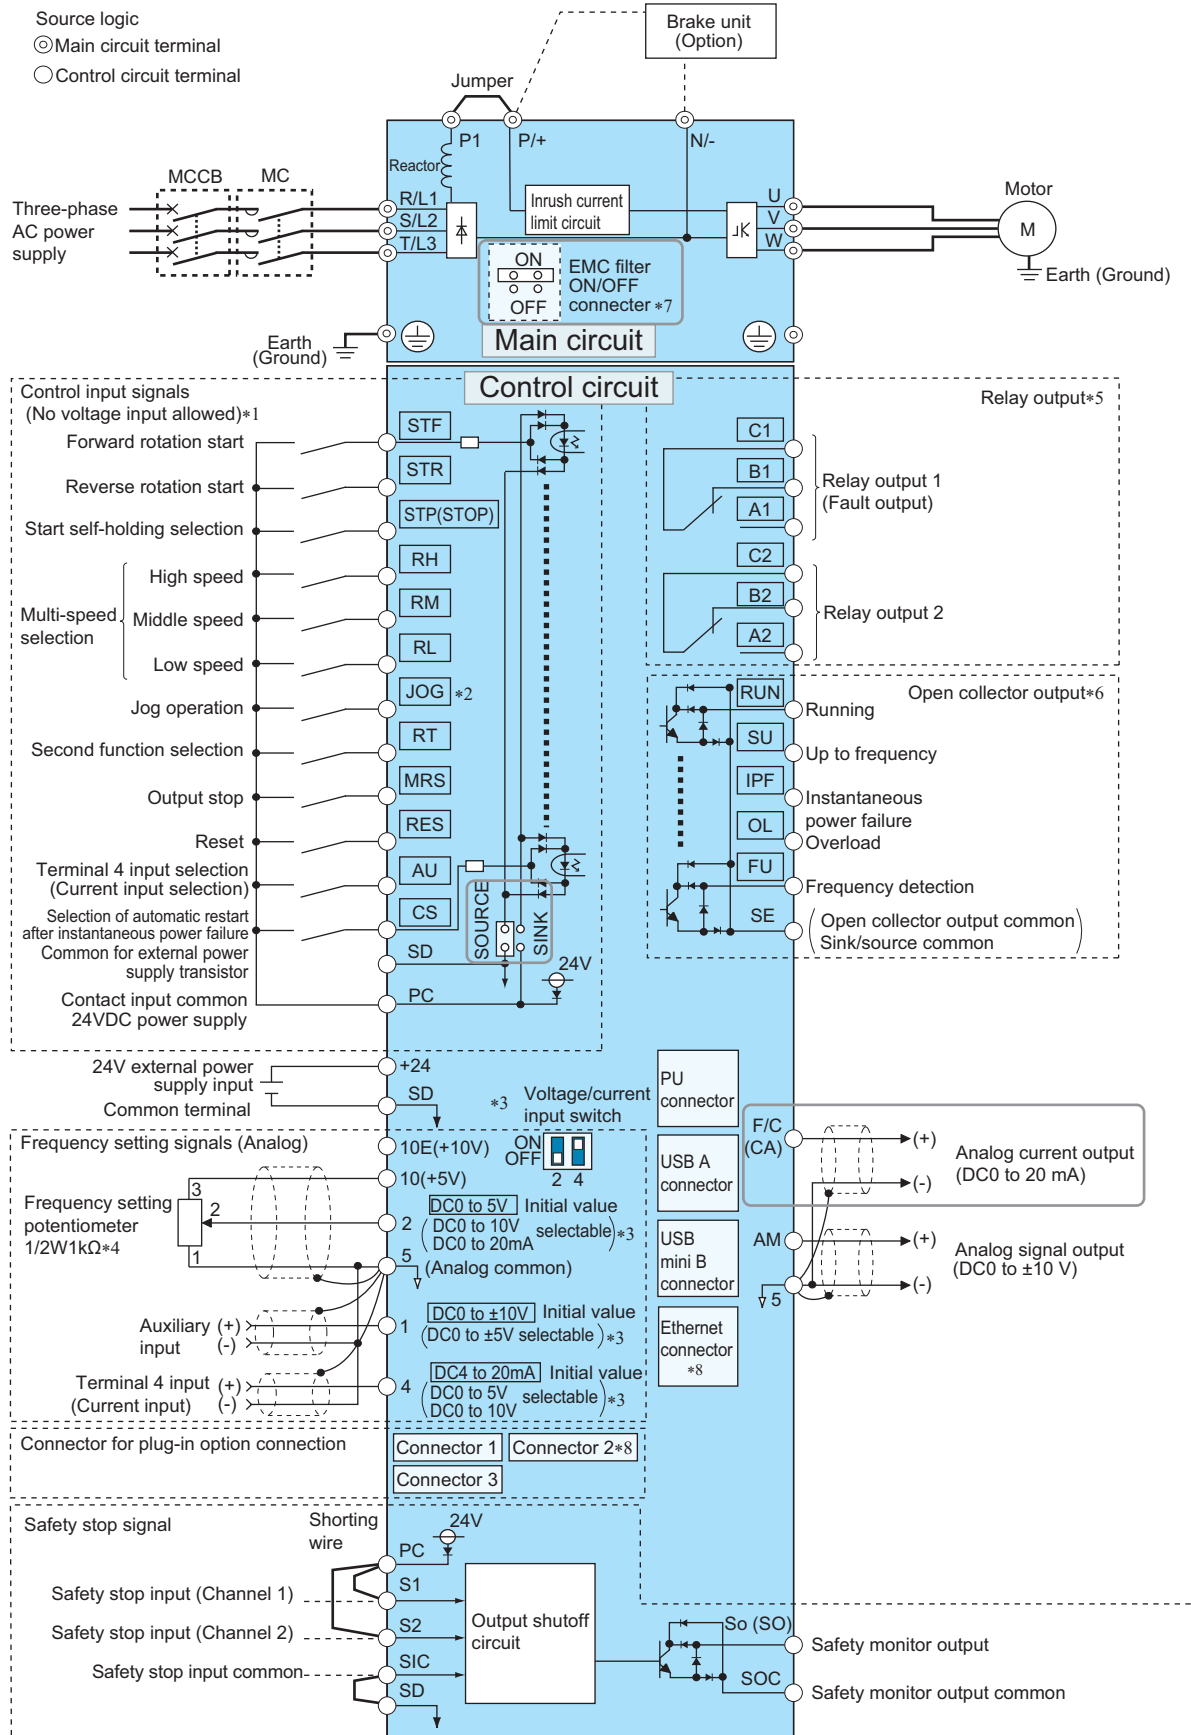 Source logic
Main circuit terminal
Control circuit terminal
Brake unit
(Option)
Jumper
P1
P/+
N/-
Reactor
MCCB
MC
Three-phase
AC power
supply
R/L1
S/L2
T/L3
Inrush current
limit circuit
U
V
W
Motor
M
Earth (Ground)
ON
OFF
EMC filter
ON/OFF
connecter *7
Earth
(Ground)
Main circuit
Control circuit
Control input signals
(No voltage input allowed)*1
Forward rotation start
STF
Reverse rotation start
STR
Start self-holding selection
STP(STOP)
Multi-speed
selection
High speed
RH
Middle speed
RM
Low speed
RL
Jog operation
JOG *2
Second function selection
RT
Output stop
MRS
Reset
RES
Terminal 4 input selection
(Current input selection)
AU
Selection of automatic restart
after instantaneous power failure
CS
SOURCE
SINK
Common for external power
supply transistor
SD
24V
Contact input common
24VDC power supply
PC
Relay output*5
C1
B1
A1
Relay output 1
(Fault output)
C2
B2
A2
Relay output 2
Open collector output*6
RUN
Running
SU
Up to frequency
IPF
Instantaneous
power failure
OL
Overload
FU
Frequency detection
SE
(Open collector output common
Sink/source common)
24V external power
supply input
+24
Common terminal
SD
*3 Voltage/current
input switch
ON
OFF
2 4
PU
connector
USB A
connector
USB
mini B
connector
Ethernet
connector
*8
F/C
(CA)
(+)
(-)
Analog current output
(DC0 to 20 mA)
AM
(+)
(-)
Analog signal output
(DC0 to ±10 V)
5
Frequency setting signals (Analog)
10E(+10V)
10(+5V)
Frequency setting
potentiometer
1/2W1kΩ*4
3
2
1
2
DC0 to 5V Initial value
(DC0 to 10V
DC0 to 20mA selectable)*3
5
(Analog common)
Auxiliary
input
(+)
(-)
1
DC0 to ±10V Initial value
(DC0 to ±5V selectable)*3
Terminal 4 input
(Current input)
(+)
(-)
4
DC4 to 20mA Initial value
(DC0 to 5V
DC0 to 10V selectable)*3
Connector for plug-in option connection
Connector 1
Connector 2*8
Connector 3
Safety stop signal
Shorting
wire
24V
PC
Safety stop input (Channel 1)
S1
Safety stop input (Channel 2)
S2
Safety stop input common
SIC
SD
Output shutoff
circuit
So (SO)
Safety monitor output
SOC
Safety monitor output common